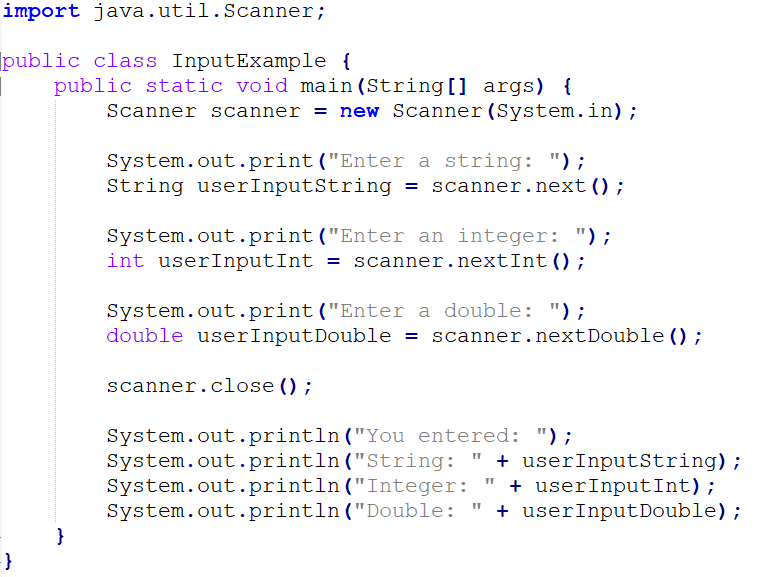 import java.util.Scanner;
public class InputExample {
public static void main(String[] args) {
Scanner scanner = new Scanner(System.in);
System.out.print("Enter a string: ");
String userInputString = scanner.next();
System.out.print("Enter an integer: ");
int userInputInt = scanner.nextInt();
System.out.print("Enter a double: ");
double userInputDouble = scanner.nextDouble();
scanner.close();
System.out.println("You entered: ");
System.out.println("String: " + userInputString);
System.out.println("Integer: " + userInputInt);
System.out.println("Double: " + userInputDouble);
}
}